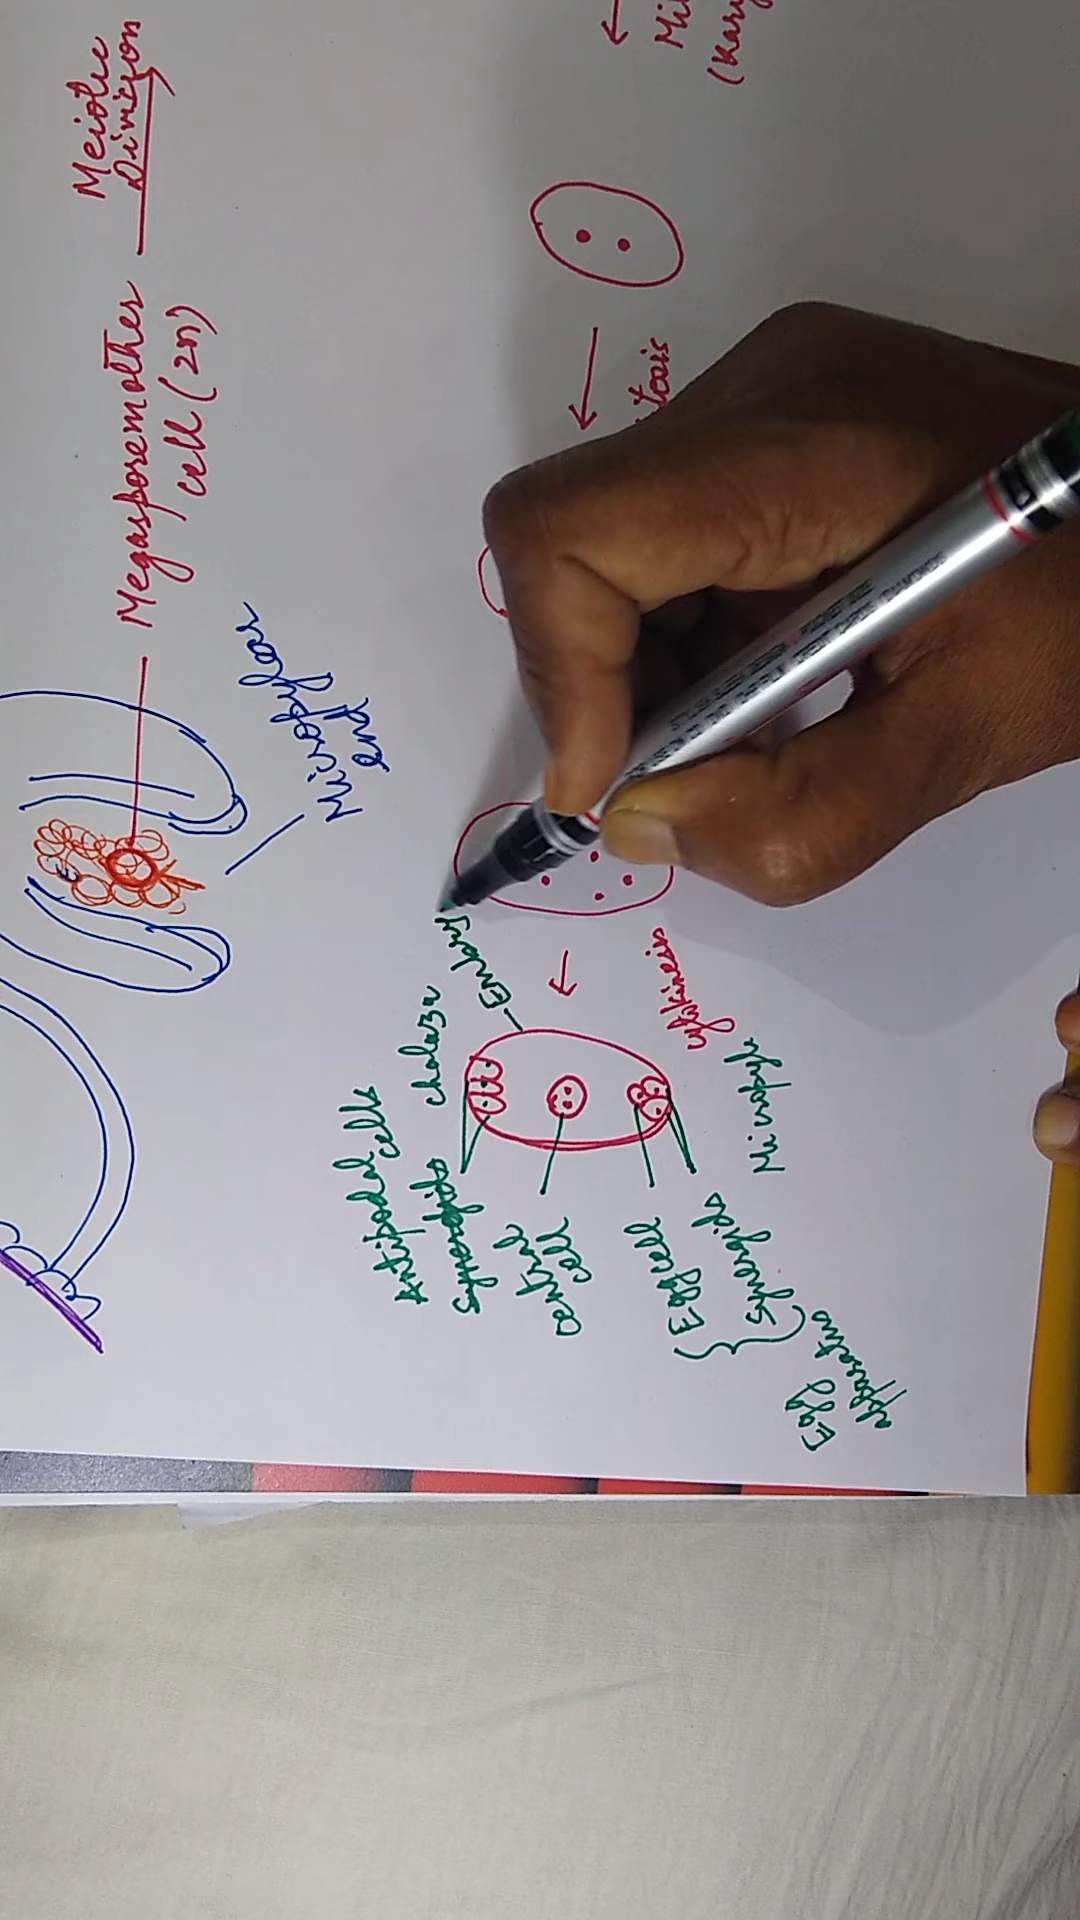 Meiotic
Division
Megasporemother
cell (2n)
Micropylar
end
chalaza
Antipodal
cells
Synergids
central
cell
Egg cell
Synergids
Egg
apparatus
Micropyle
cytokinesis